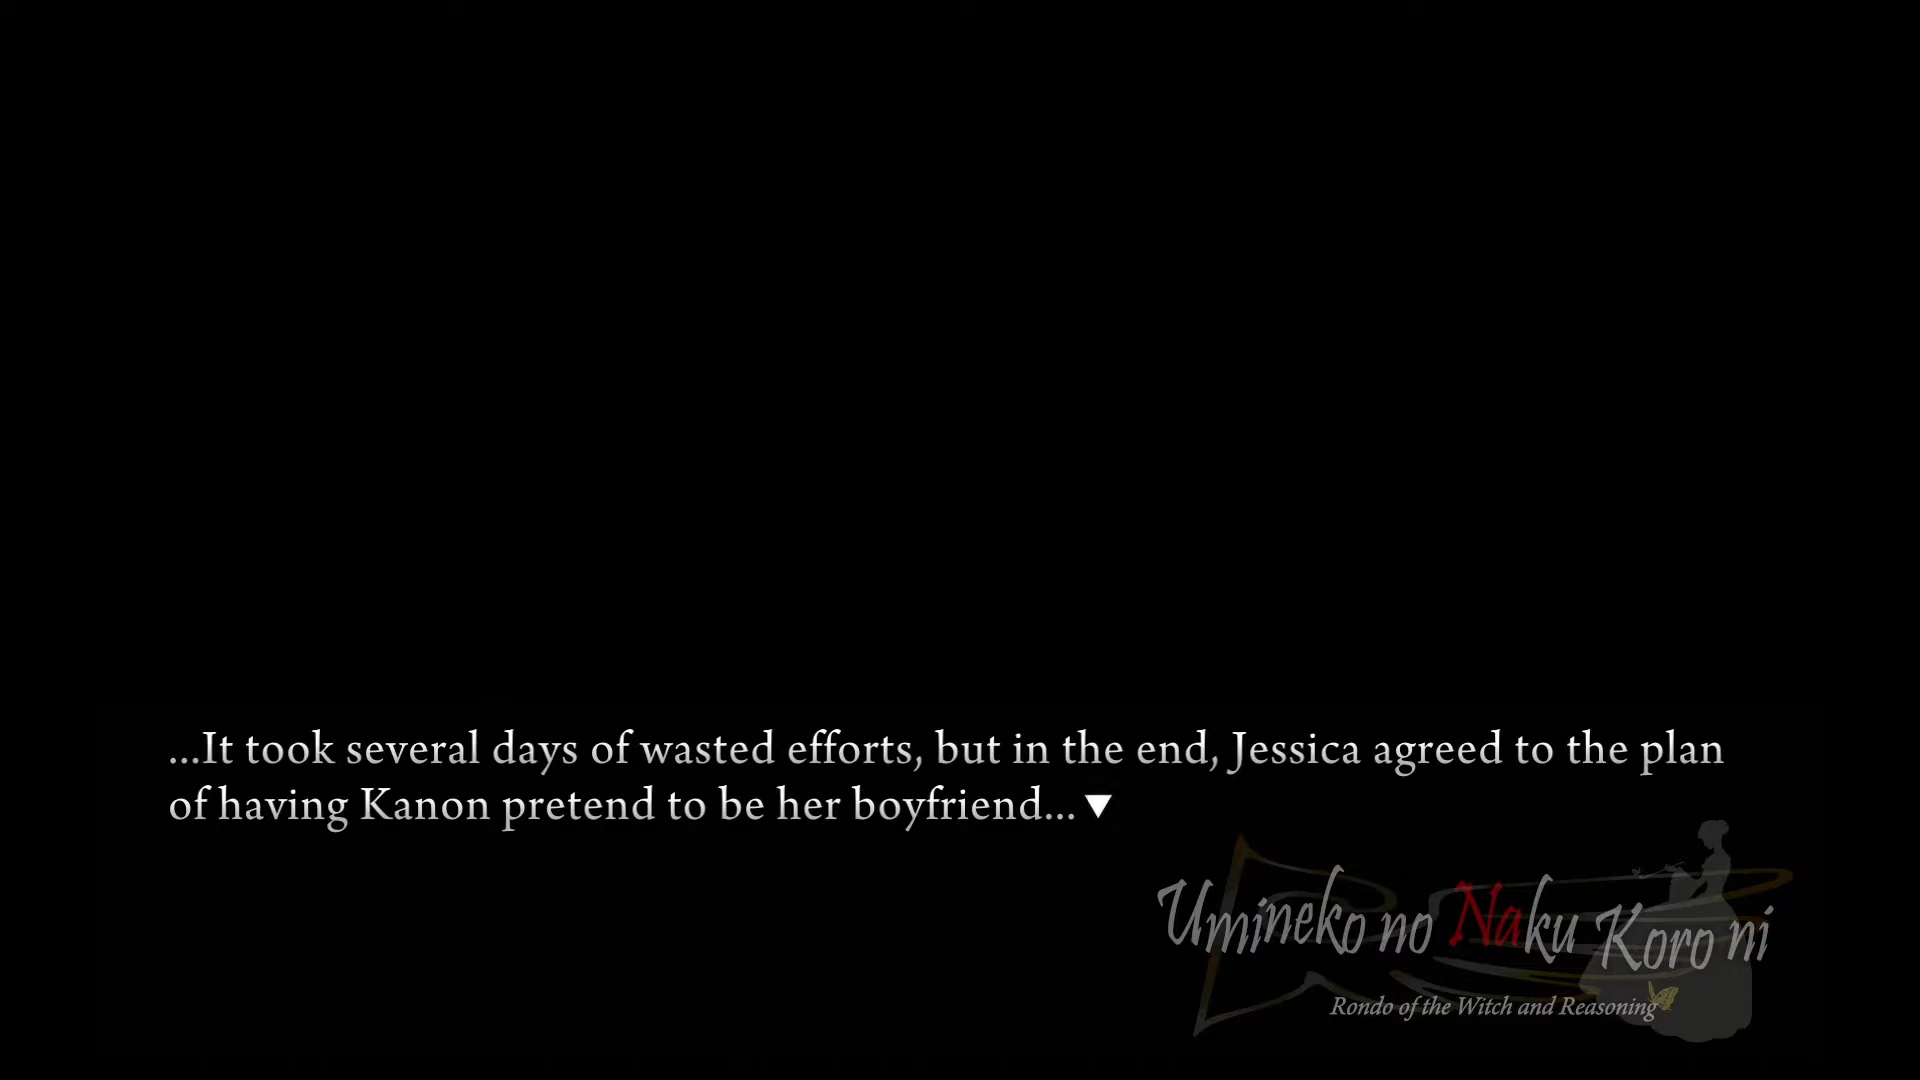 ...It took several days of wasted efforts, but in the end, Jessica agreed to the plan
of having Kanon pretend to be her boyfriend...
Umineko no Naku Koro ni
Rondo of the Witch and Reasoning